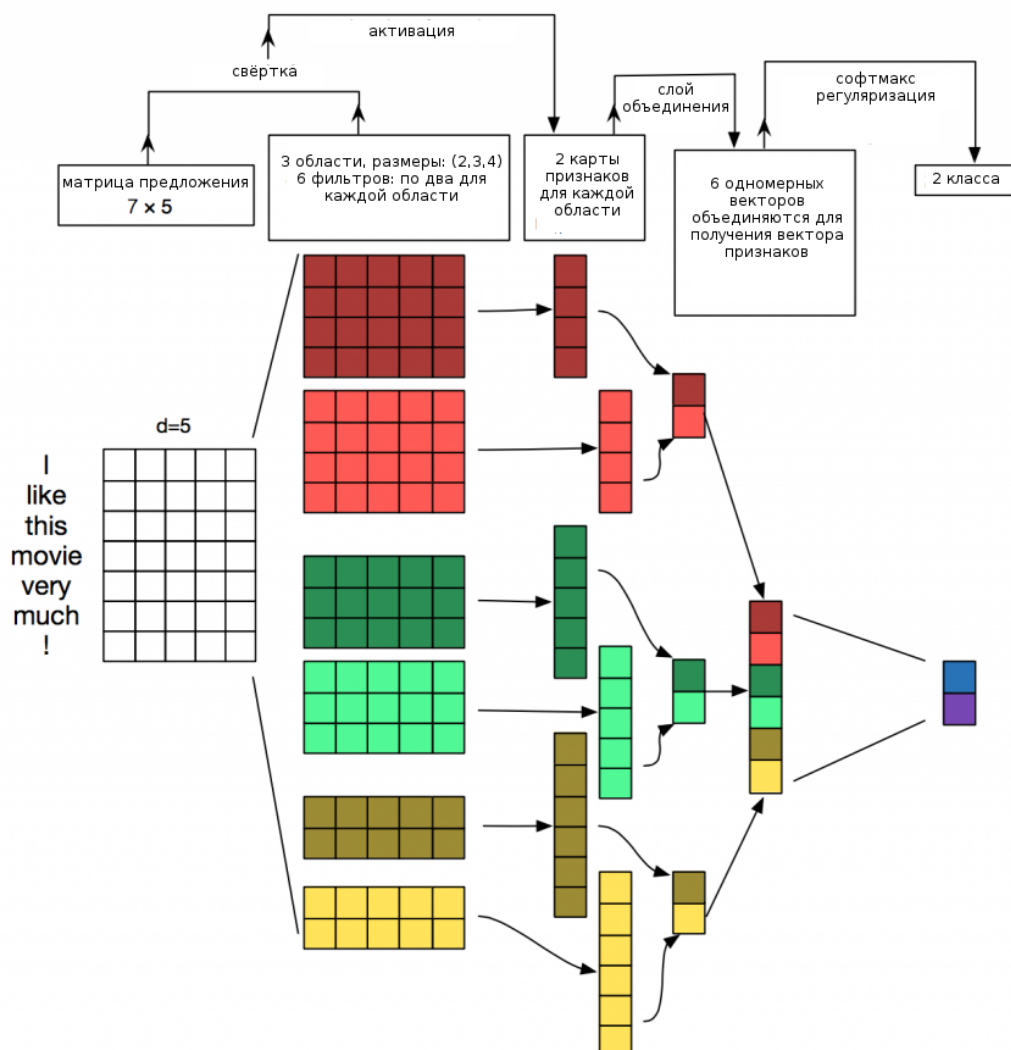 активация
свёртка
слой
объединения
софтмакс
регуляризация
матрица предложения
7 × 5
3 области, размеры: (2,3,4)
6 фильтров: по два для
каждой области
2 карты
признаков
для каждой
области
6 одномерных
векторов
объединяются для
получения вектора
признаков
2 класса
d=5
I
like
this
movie
very
much
!